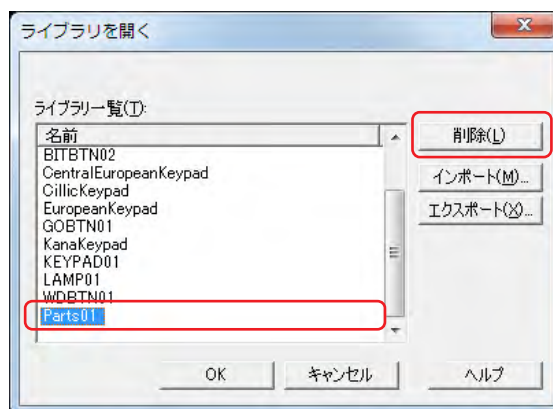 ライブラリを開く
ライブラリ一覧(T):
名前
BITBTN02
CentralEuropeanKeypad
CillicKeypad
EuropeanKeypad
GOBTN01
KanaKeypad
KEYPAD01
LAMP01
WDBTN01
Parts01
削除(L)
インポート(M)...
エクスポート(X)...
OK
キャンセル
ヘルプ